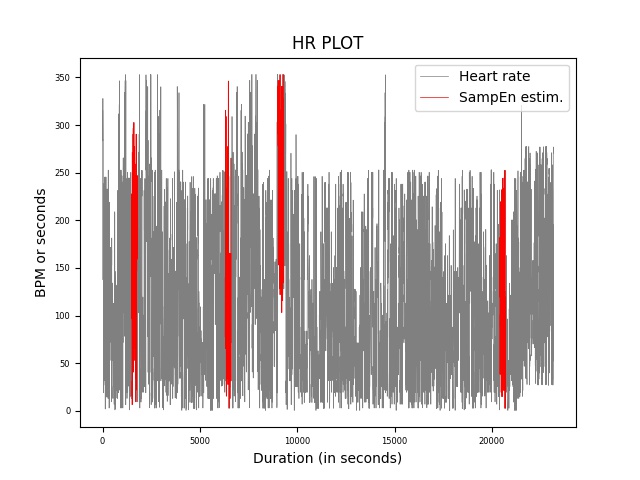 HR PLOT
Heart rate
SampEn estim.
BPM or seconds
350
300
250
200
150
100
50
0
0 5000 10000 15000 20000
Duration (in seconds)